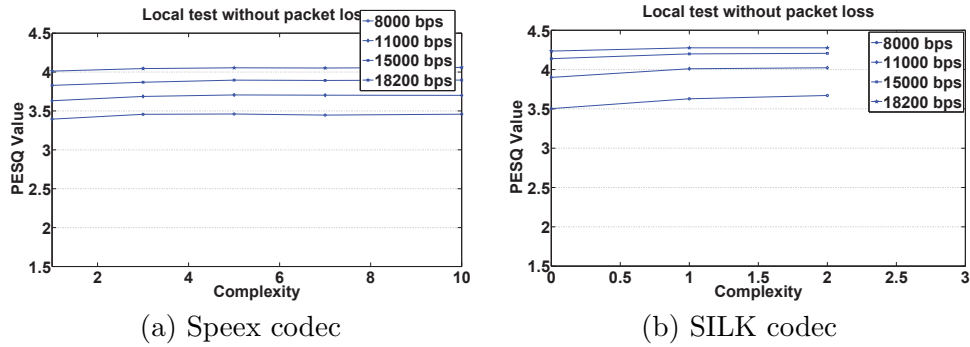 Local test without packet loss
8000 bps
11000 bps
15000 bps
18200 bps
4.5
4
3.5
3
2.5
2
1.5
PESQ Value
2
4
6
8
10
Complexity
(a) Speex codec
Local test without packet loss
8000 bps
11000 bps
15000 bps
18200 bps
4.5
4
3.5
3
2.5
2
1.5
PESQ Value
0
0.5
1
1.5
2
2.5
3
Complexity
(b) SILK codec